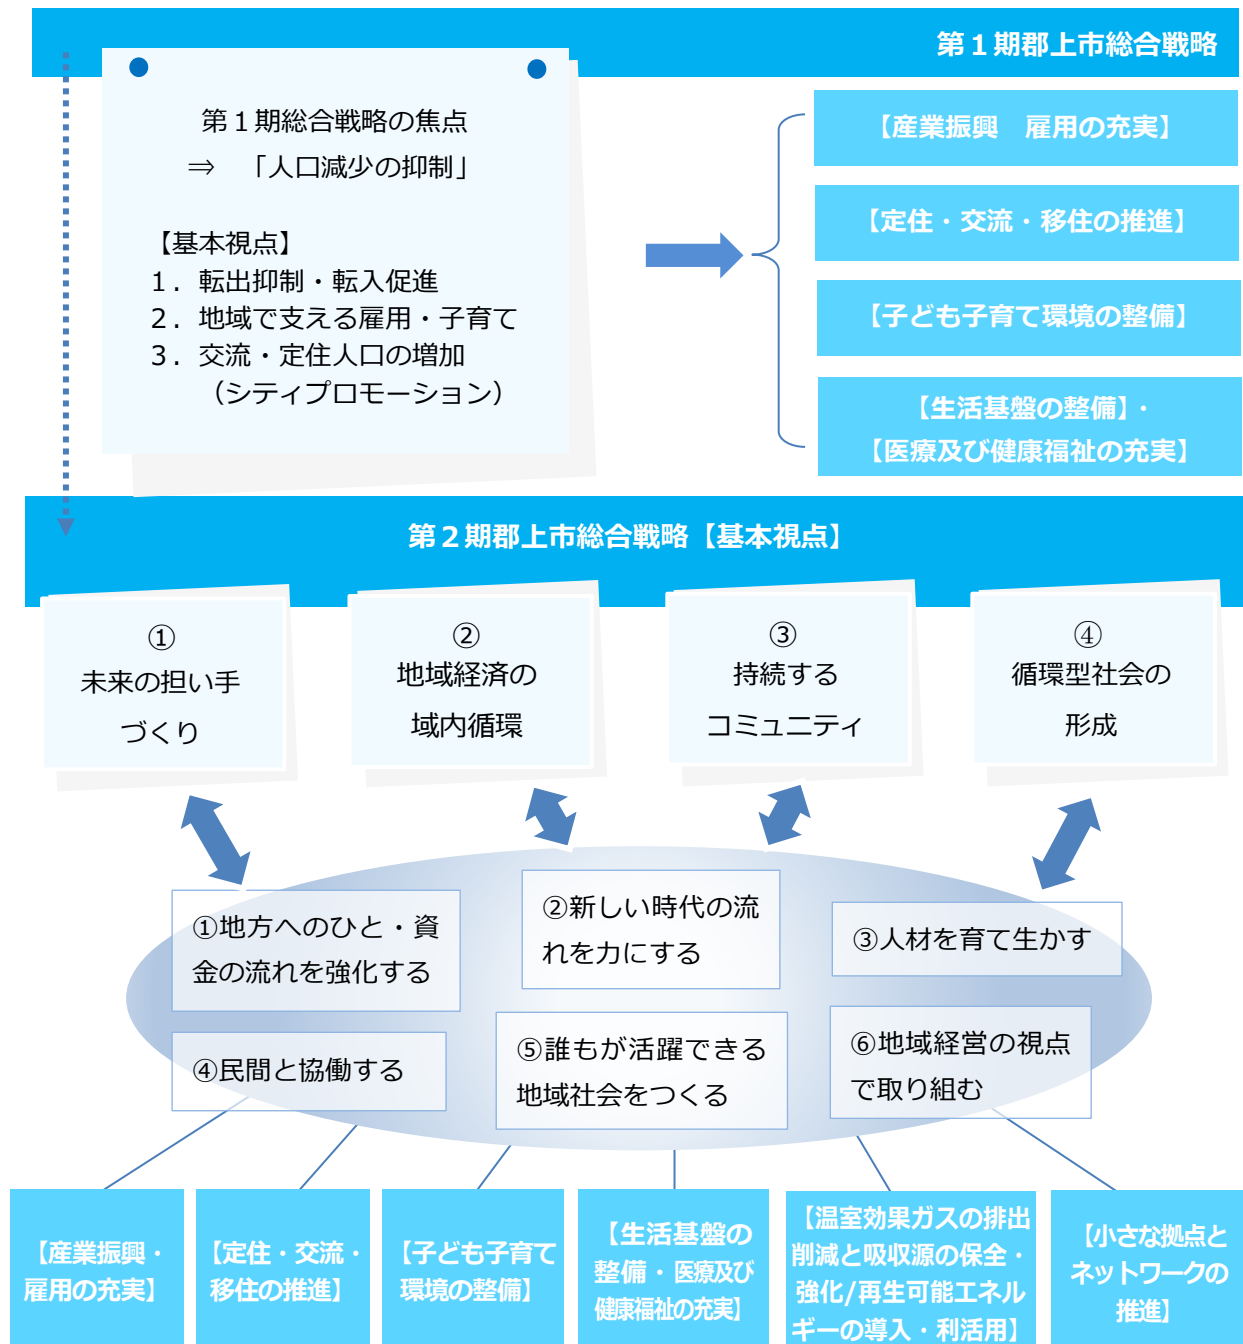 第１期郡上市総合戦略
第１期総合戦略の焦点
⇒　「人口減少の抑制」
【基本視点】
１．転出抑制・転入促進
２．地域で支える雇用・子育て
３．交流・定住人口の増加
（シティプロモーション）
【産業振興　雇用の充実】
【定住・交流・移住の推進】
【子ども子育て環境の整備】
【生活基盤の整備】・
【医療及び健康福祉の充実】
第２期郡上市総合戦略【基本視点】
①
未来の担い手
づくり
②
地域経済の
域内循環
③
持続する
コミュニティ
④
循環型社会の
形成
①地方へのひと・資
金の流れを強化する
②新しい時代の流
れを力にする
③人材を育て生かす
④民間と協働する
⑤誰もが活躍できる
地域社会をつくる
⑥地域経営の視点
で取り組む
【産業振興・
雇用の充実】
【定住・交流・
移住の推進】
【子ども子育て
環境の整備】
【生活基盤の
整備・医療及び
健康福祉の充実】
【温室効果ガスの排出
削減と吸収源の保全・
強化/再生可能エネル
ギーの導入・利活用】
【小さな拠点と
ネットワークの
推進】